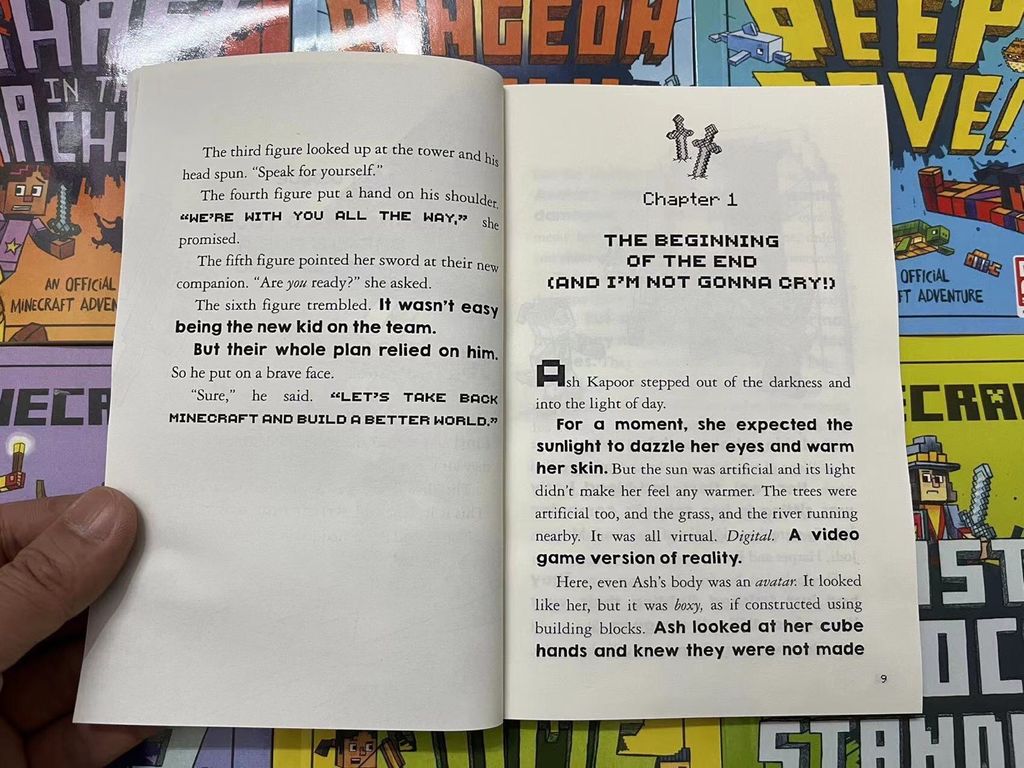 DUNGEON
DEEP
DIVE!
IN THE
AN OFFICIAL
MINECRAFT
OFFICIAL
ADVENTURE
The third figure looked up at the tower and his
head spun. “Speak for yourself.”
The fourth figure put a hand on his shoulder.
“WE’RE WITH YOU ALL THE WAY,” she
promised.
The fifth figure pointed her sword at their new
companion. “Are you ready?” she asked.
The sixth figure trembled. It wasn’t easy
being the new kid on the team.
But their whole plan relied on him.
So he put on a brave face.
“Sure,” he said. “LET’S TAKE BACK
MINECRAFT AND BUILD A BETTER WORLD.”
Chapter 1
THE BEGINNING
OF THE END
(AND I’M NOT GONNA CRY!)
Ash Kapoor stepped out of the darkness and
into the light of day.
For a moment, she expected the
sunlight to dazzle her eyes and warm
her skin. But the sun was artificial and its light
didn’t make her feel any warmer. The trees were
artificial too, and the grass, and the river running
nearby. It was all virtual. Digital. A video
game version of reality.
Here, even Ash’s body was an avatar. It looked
like her, but it was boxy, as if constructed using
building blocks. Ash looked at her cube
hands and knew they were not made
9